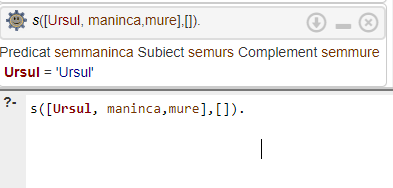 s([Ursul, maninca,mure],[]).
Predicat semmaninca Subiect semurs Complement semmure
Ursul = 'Ursul'
?- s([Ursul, maninca,mure],[]).